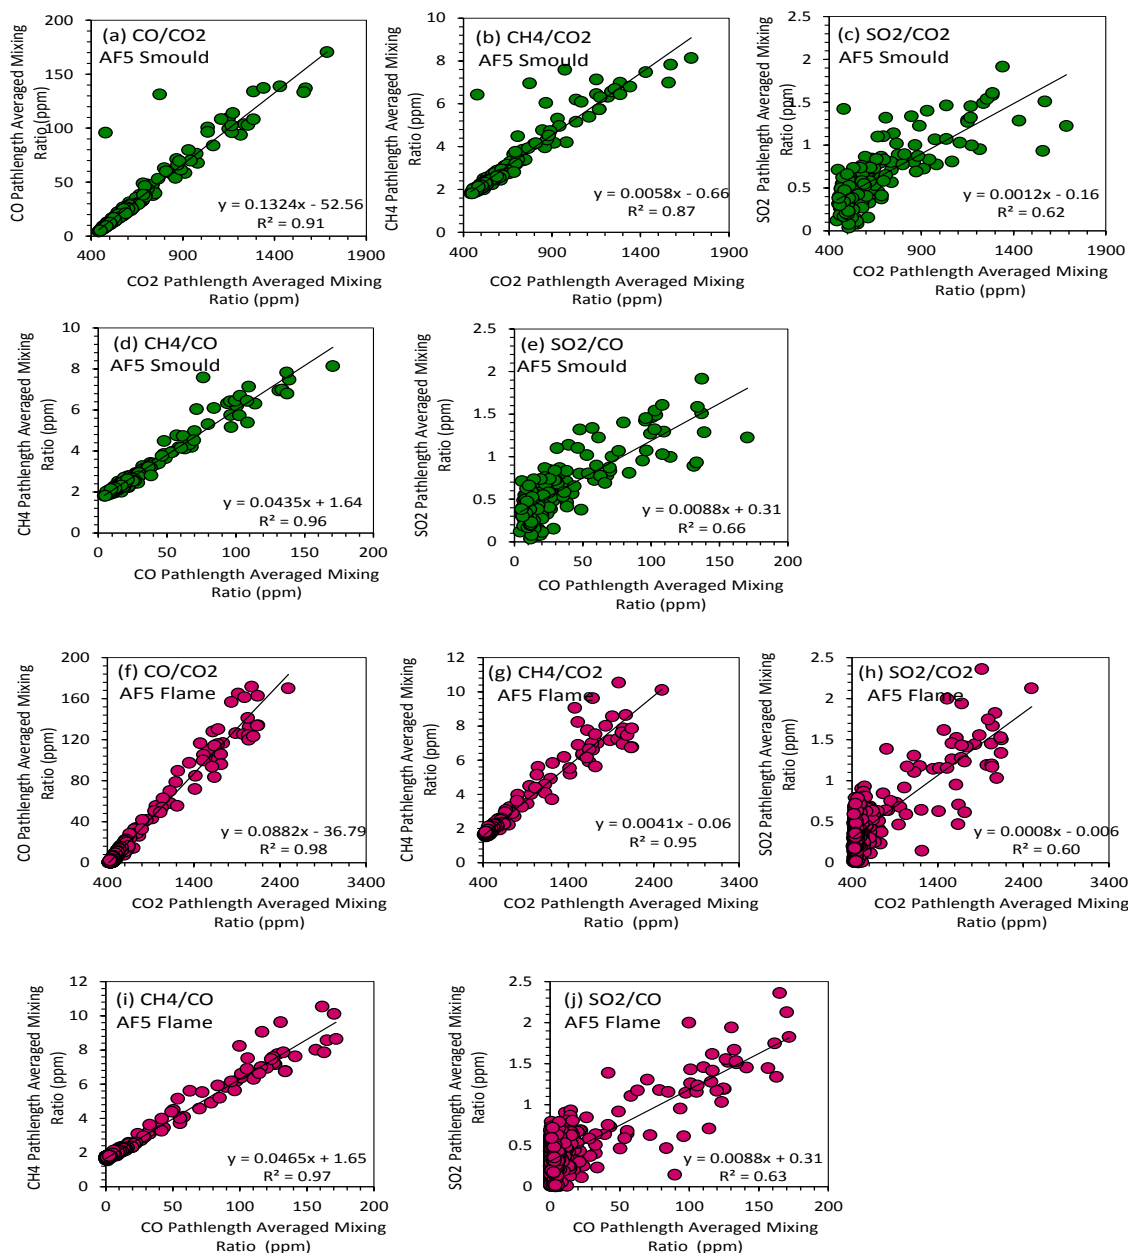 (a) CO/CO2
AF5 Smould
CO Pathlength Averaged Mixing
Ratio (ppm)
200
150
100
50
0
y = 0.1324x - 52.56
R² = 0.91
400 900 1400 1900
CO2 Pathlength Averaged Mixing
Ratio (ppm)
(b) CH4/CO2
AF5 Smould
CH4 Pathlength Averaged Mixing
Ratio (ppm)
10
8
6
4
2
0
y = 0.0058x - 0.66
R² = 0.87
400 900 1400 1900
CO2 Pathlength Averaged Mixing
Ratio (ppm)
(c) SO2/CO2
AF5 Smould
SO2 Pathlength Averaged Mixing
Ratio (ppm)
2.5
2
1.5
1
0.5
0
y = 0.0012x - 0.16
R² = 0.62
400 900 1400 1900
CO2 Pathlength Averaged Mixing
Ratio (ppm)
(d) CH4/CO
AF5 Smould
CH4 Pathlength Averaged Mixing
Ratio (ppm)
10
8
6
4
2
0
y = 0.0435x + 1.64
R² = 0.96
0 50 100 150 200
CO Pathlength Averaged Mixing
Ratio (ppm)
(e) SO2/CO
AF5 Smould
SO2 Pathlength Averaged Mixing
Ratio (ppm)
2.5
2
1.5
1
0.5
0
y = 0.0088x + 0.31
R² = 0.66
0 50 100 150 200
CO Pathlength Averaged Mixing
Ratio (ppm)
(f) CO/CO2
AF5 Flame
CO Pathlength Averaged Mixing
Ratio (ppm)
200
160
120
80
40
0
y = 0.0882x - 36.79
R² = 0.98
400 1400 2400 3400
CO2 Pathlength Averaged Mixing
Ratio (ppm)
(g) CH4/CO2
AF5 Flame
CH4 Pathlength Averaged Mixing
Ratio (ppm)
12
10
8
6
4
2
0
y = 0.0041x - 0.06
R² = 0.95
400 1400 2400 3400
CO2 Pathlength Averaged Mixing
Ratio (ppm)
(h) SO2/CO2
AF5 Flame
SO2 Pathlength Averaged Mixing
Ratio (ppm)
2.5
2
1.5
1
0.5
0
y = 0.0008x - 0.006
R² = 0.60
400 1400 2400 3400
CO2 Pathlength Averaged Mixing
Ratio (ppm)
(i) CH4/CO
AF5 Flame
CH4 Pathlength Averaged Mixing
Ratio (ppm)
12
10
8
6
4
2
0
y = 0.0465x + 1.65
R² = 0.97
0 50 100 150 200
CO Pathlength Averaged Mixing
Ratio (ppm)
(j) SO2/CO
AF5 Flame
SO2 Pathlength Averaged Mixing
Ratio (ppm)
2.5
2
1.5
1
0.5
0
y = 0.0088x + 0.31
R² = 0.63
0 50 100 150 200
CO Pathlength Averaged Mixing
Ratio (ppm)